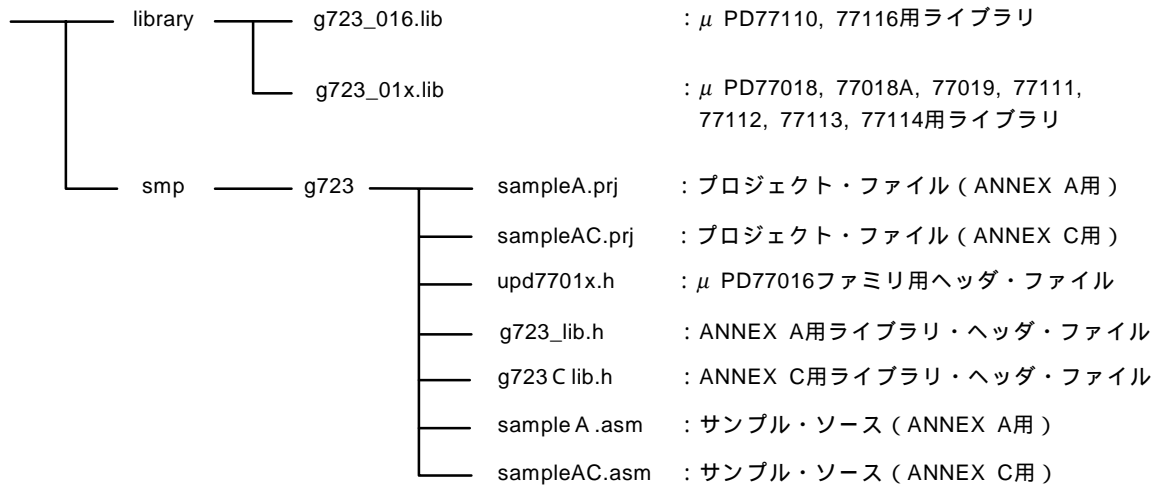 library g723_016.lib : μ PD77110, 77116用ライブラリ
g723_01x.lib : μ PD77018, 77018A, 77019, 77111,
77112, 77113, 77114用ライブラリ
smp g723 sampleA.prj : プロジェクト・ファイル（ANNEX A用）
sampleAC.prj : プロジェクト・ファイル（ANNEX C用）
upd7701x.h : μ PD77016ファミリ用ヘッダ・ファイル
g723_lib.h : ANNEX A用ライブラリ・ヘッダ・ファイル
g723C lib.h : ANNEX C用ライブラリ・ヘッダ・ファイル
sampleA.asm : サンプル・ソース（ANNEX A用）
sampleAC.asm : サンプル・ソース（ANNEX C用）